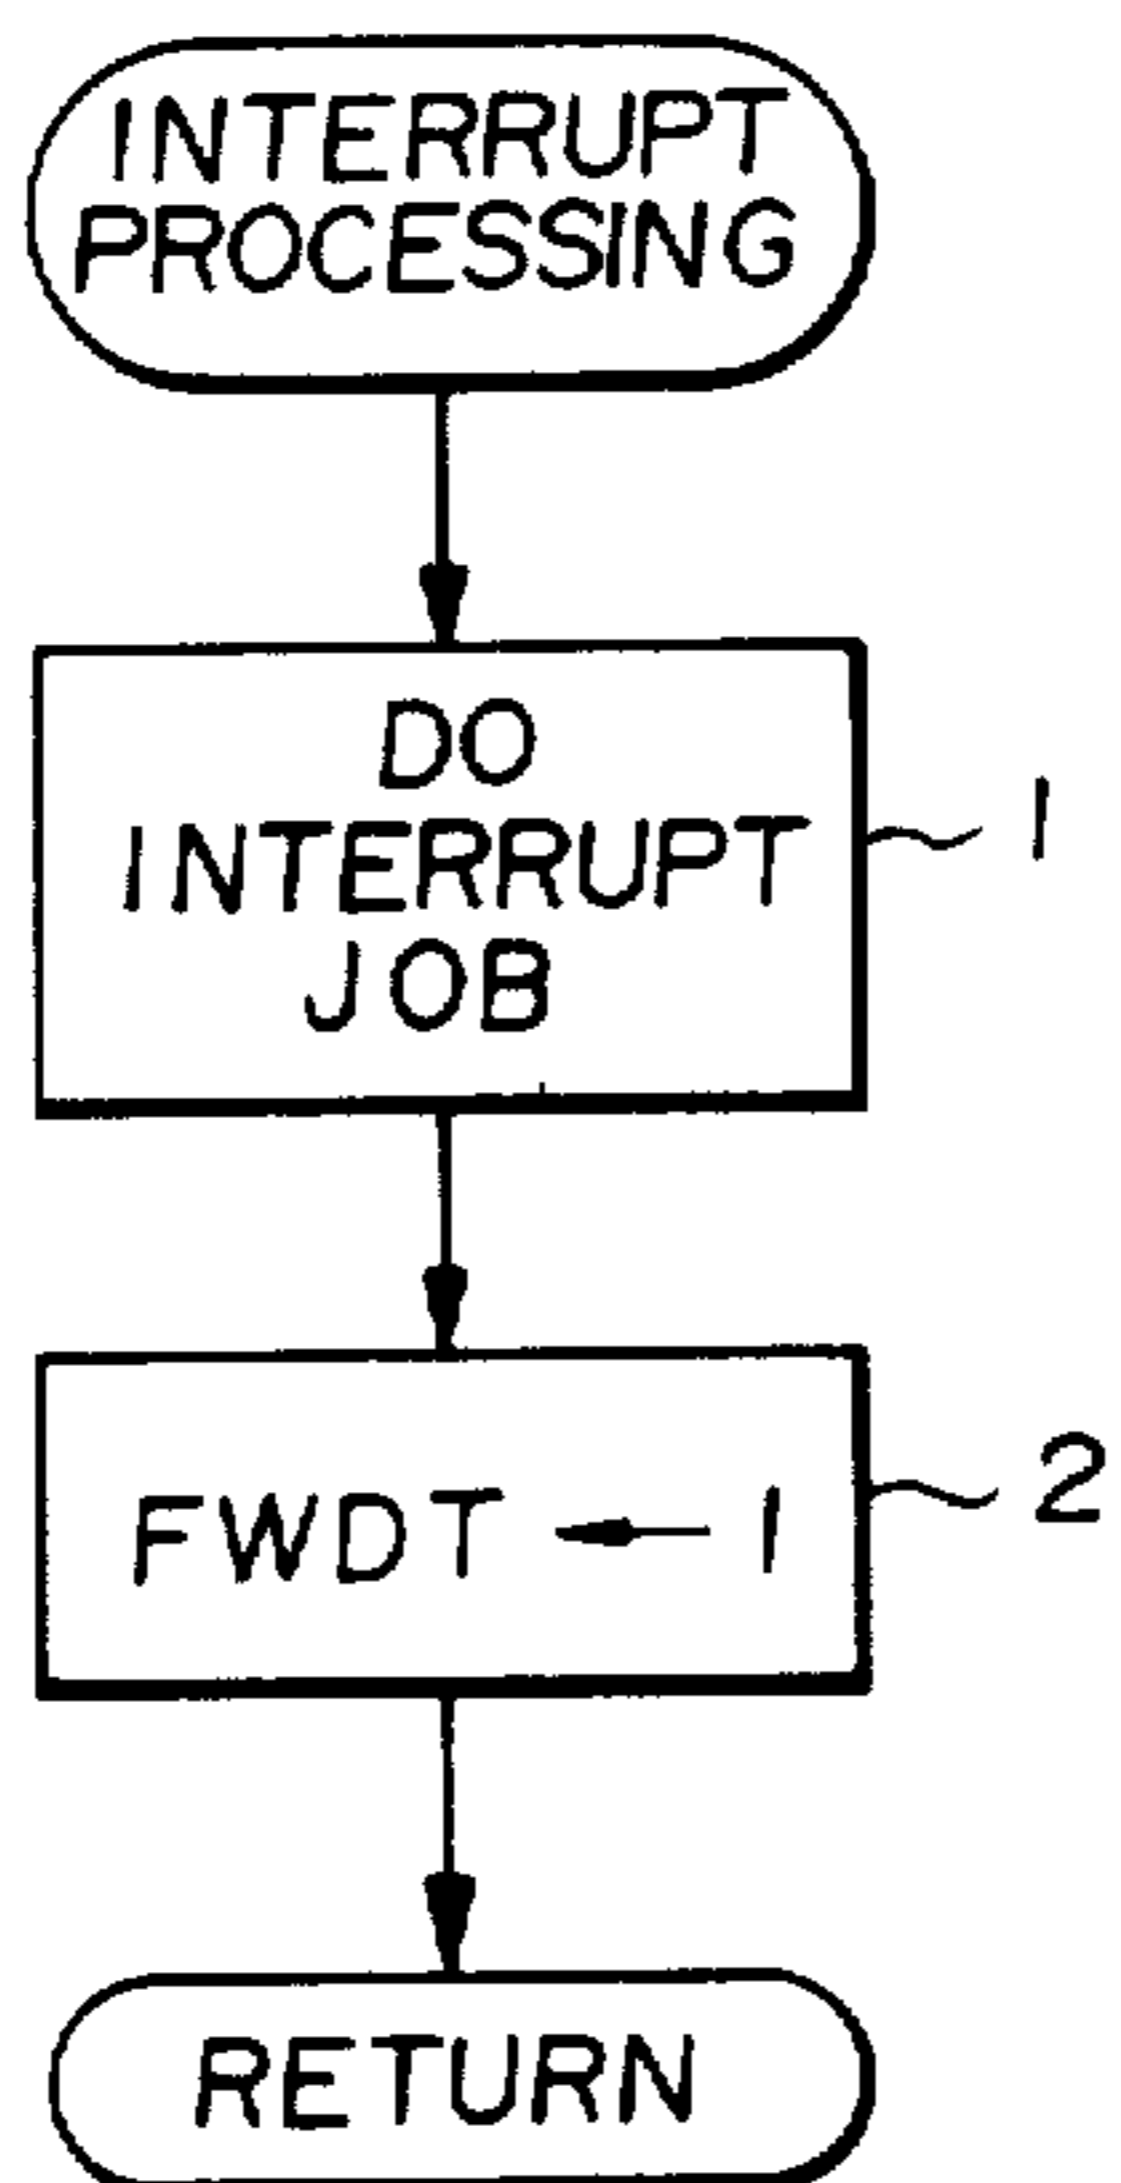 INTERRUPT
PROCESSING
DO
INTERRUPT
JOB
1
FWDT ← 1
2
RETURN